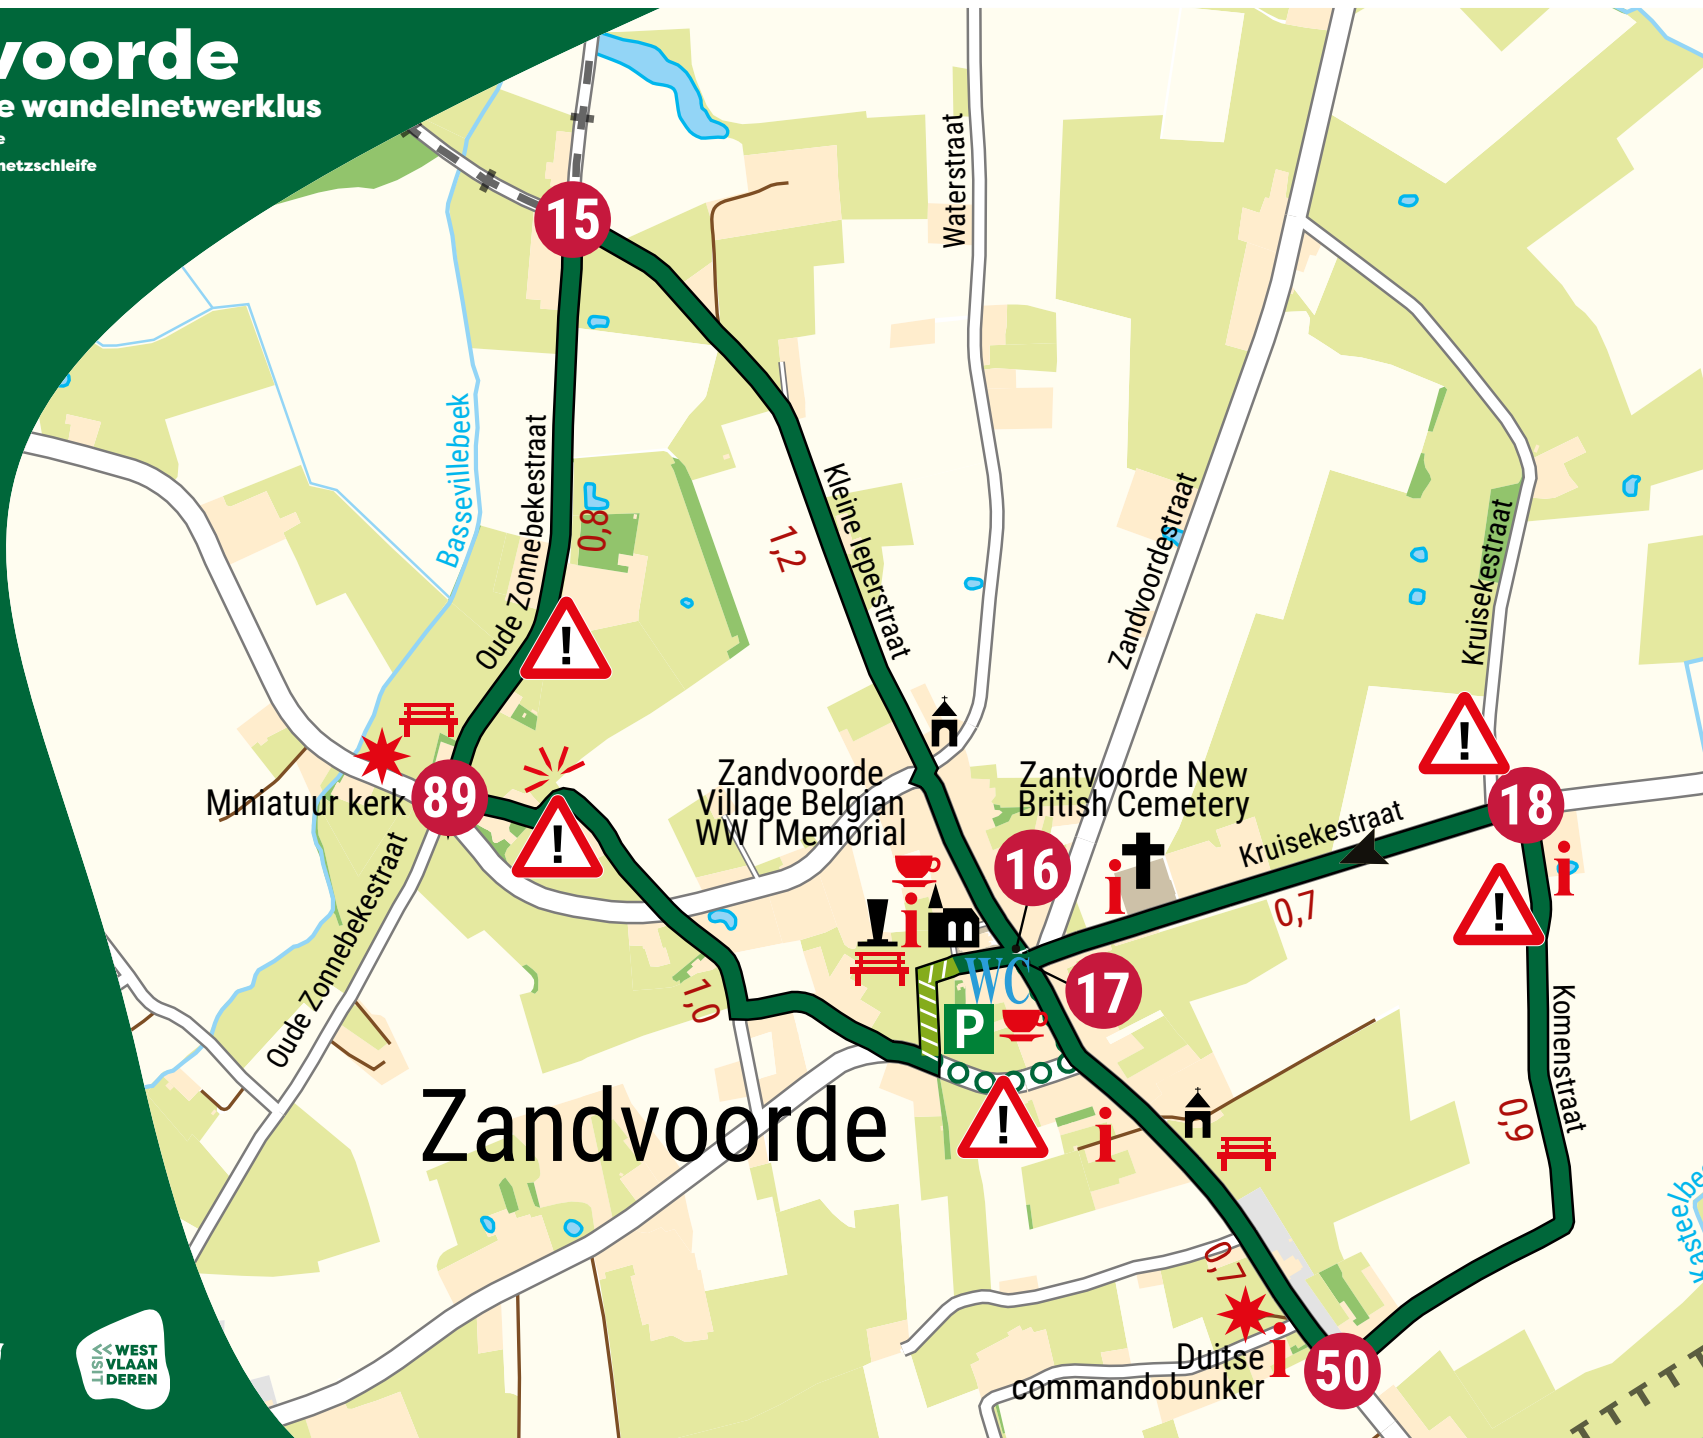 voorde
e wandelnetwerklus
e
netzschleife
15
Waterstraat
Bassevillebeek
Oude Zonnebekestraat
0,8
1,2
Kleine Ieperstraat
Zandvoordestraat
Kruisekestraat
!
!
Miniatuur kerk
89
!
Zandvoorde
Village Belgian
WW I Memorial
Zantvoorde New
British Cemetery
16
i
Kruisekestraat
18
i
0,7
!
i
Oude Zonnebekestraat
1,0
WC
17
P
Komenstraat
Zandvoorde
!
i
0,9
0,7
Kasteelbe
Duitse
commandobunker
i
50
VISIT
WEST
VLAAN
DEREN
TTTTT